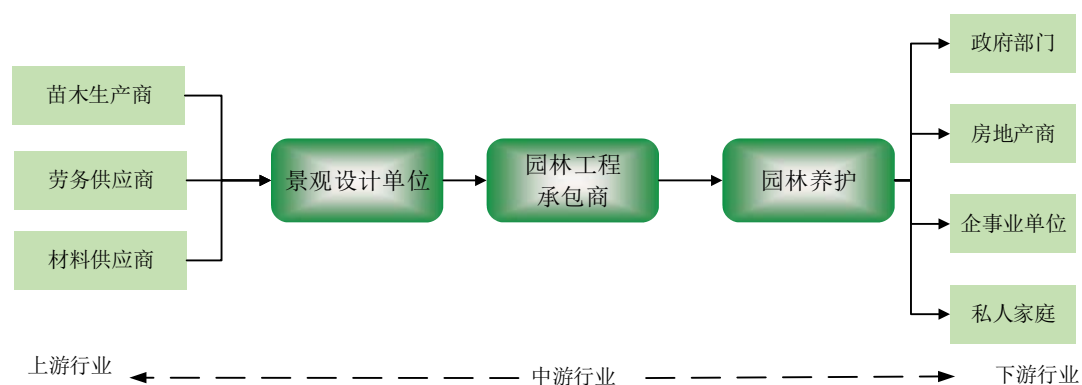 苗木生产商
劳务供应商
材料供应商
景观设计单位
园林工程
承包商
园林养护
政府部门
房地产商
企事业单位
私人家庭
上游行业
中游行业
下游行业